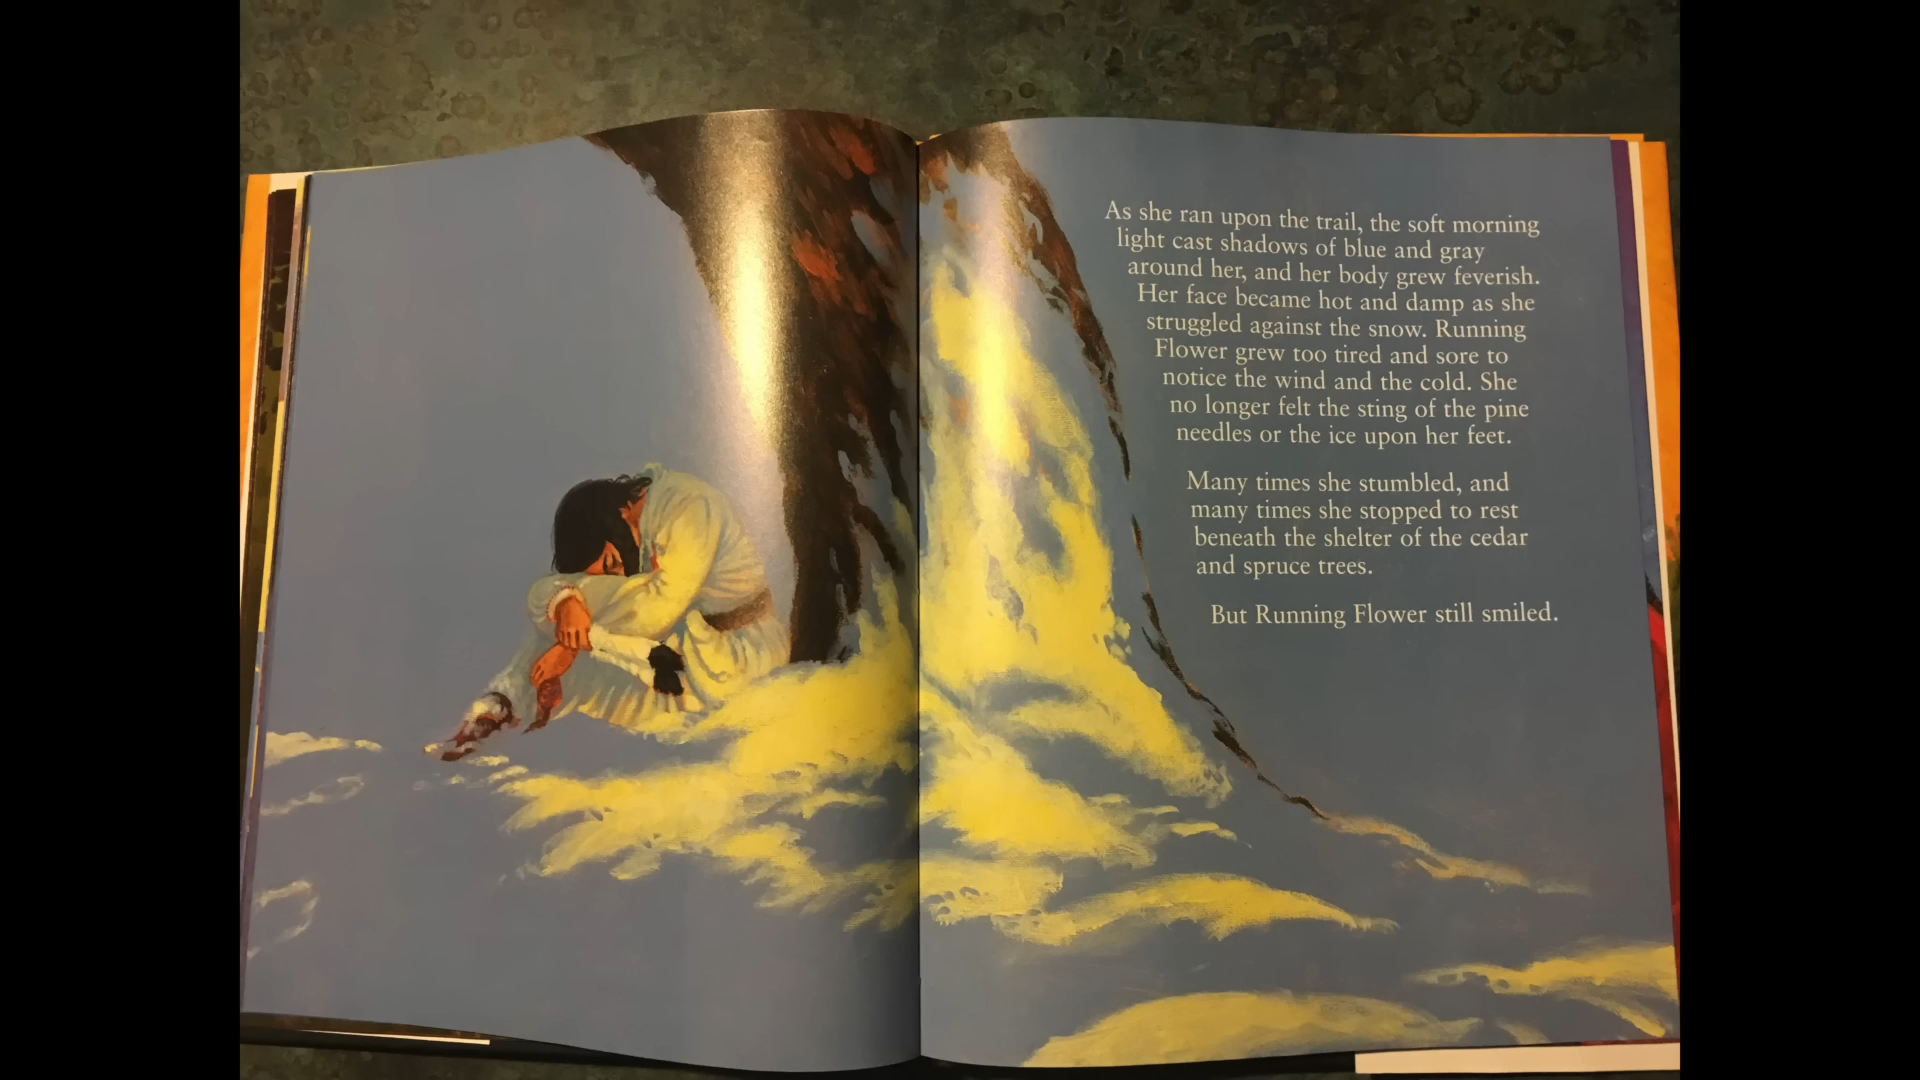 As she ran upon the trail, the soft morning
light cast shadows of blue and gray
around her, and her body grew feverish.
Her face became hot and damp as she
struggled against the snow. Running
Flower grew too tired and sore to
notice the wind and the cold. She
no longer felt the sting of the pine
needles or the ice upon her feet.
Many times she stumbled, and
many times she stopped to rest
beneath the shelter of the cedar
and spruce trees.
But Running Flower still smiled.